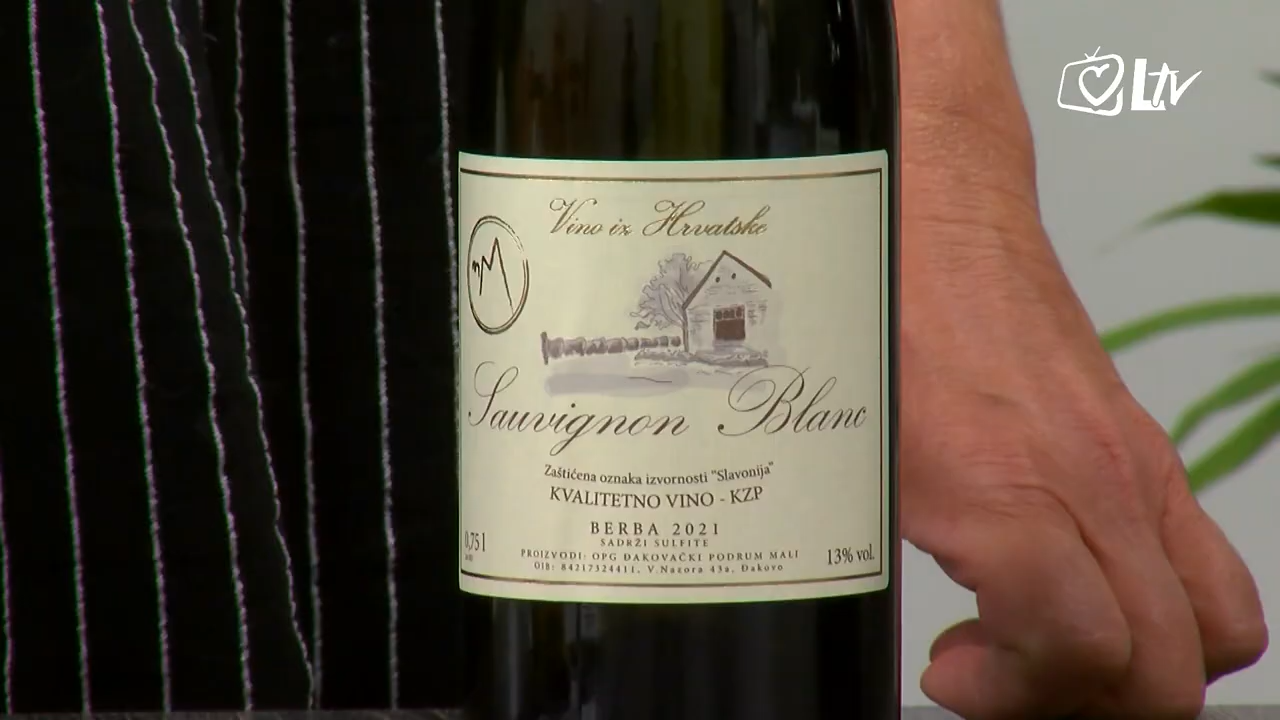 Ltv
Vino iz Hrvatske
M
Sauvignon Blanc
Zaštićena oznaka izvornosti "Slavonija"
KVALITETNO VINO - KZP
BERBA 2021
SADRŽI SULFITE
0,75 l
PROIZVODI: OPG ĐAKOVAČKI PODRUM MALI
13% vol.
OIB: 84217324411, V.Nazora 43a, Đakovo